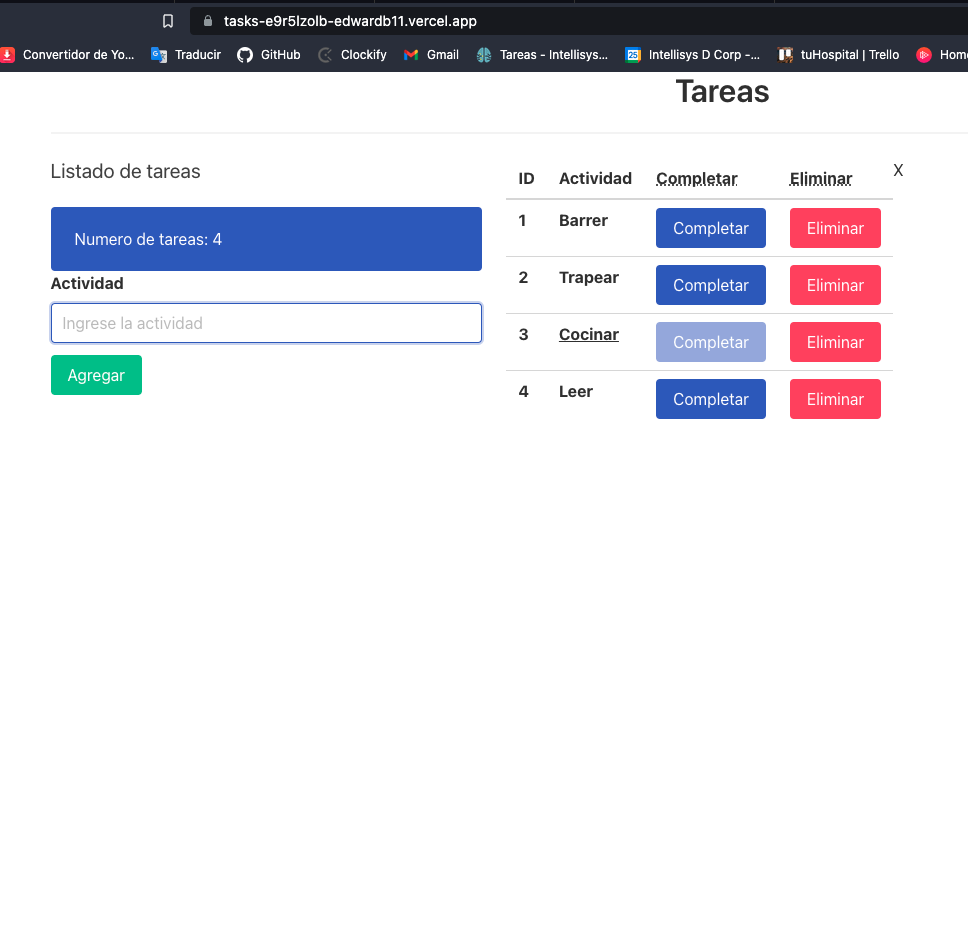 tasks-e9r5lzolb-edwardb11.vercel.app
Convertidor de Yo... Traducir GitHub Clockify Gmail Tareas - Intellisys... 25 Intellisys D Corp -... tuHospital | Trello Home
Tareas
Listado de tareas
Numero de tareas: 4
Actividad
Ingrese la actividad
Agregar
ID Actividad Completar Eliminar X
1 Barrer Completar Eliminar
2 Trapear Completar Eliminar
3 Cocinar Completar Eliminar
4 Leer Completar Eliminar